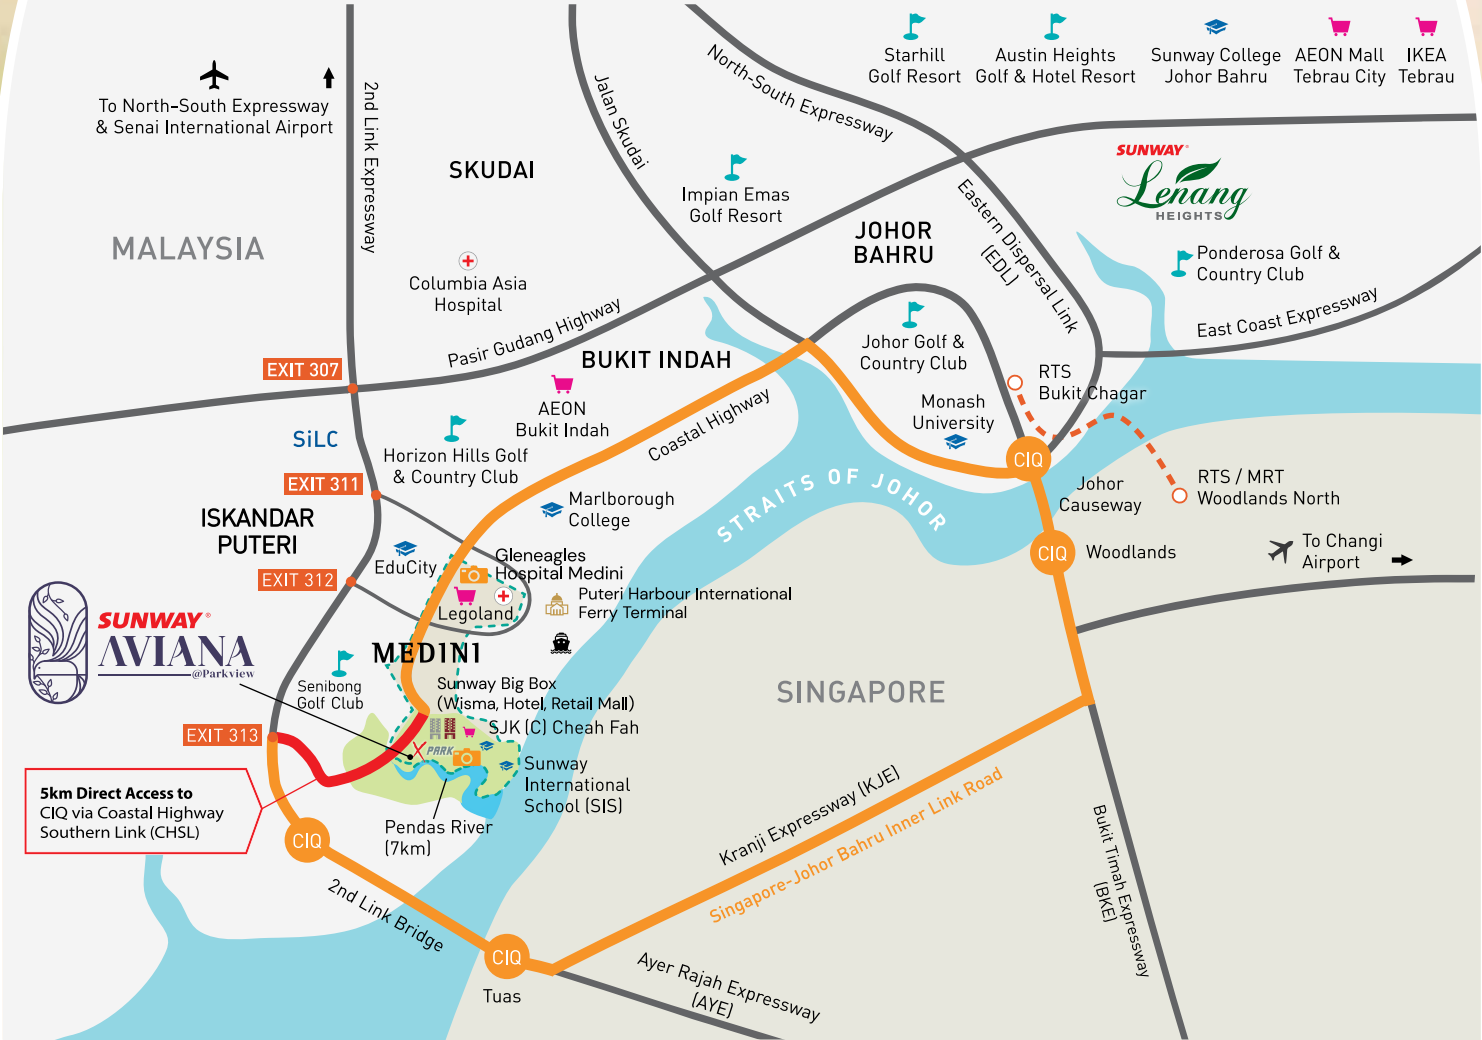 Starhill
Golf Resort
Austin Heights
Golf & Hotel Resort
Sunway College
Johor Bahru
AEON Mall
Tebrau City
IKEA
Tebrau
To North-South Expressway
& Senai International Airport
2nd Link Expressway
Jalan Skudai
North-South Expressway
SKUDAI
Impian Emas
Golf Resort
SUNWAY®
Lenang
HEIGHTS
MALAYSIA
JOHOR
BAHRU
Eastern Dispersal Link
(EDL)
Ponderosa Golf &
Country Club
Columbia Asia
Hospital
East Coast Expressway
Pasir Gudang Highway
Johor Golf &
Country Club
BUKIT INDAH
EXIT 307
RTS
Bukit Chagar
AEON
Bukit Indah
Monash
University
Coastal Highway
SiLC
Horizon Hills Golf
& Country Club
CIQ
EXIT 311
STRAITS OF JOHOR
Johor
Causeway
RTS / MRT
Woodlands North
Marlborough
College
ISKANDAR
PUTERI
CIQ
Woodlands
To Changi
Airport
EduCity
Gleneagles
Hospital Medini
EXIT 312
Legoland
Puteri Harbour International
Ferry Terminal
SUNWAY®
AVIANA
@Parkview
MEDINI
Senibong
Golf Club
Sunway Big Box
(Wisma, Hotel, Retail Mall)
SINGAPORE
SJK (C) Cheah Fah
EXIT 313
X PARK
Sunway
International
School (SIS)
5km Direct Access to
CIQ via Coastal Highway
Southern Link (CHSL)
Pendas River
(7km)
CIQ
Kranji Expressway (KJE)
Singapore-Johor Bahru Inner Link Road
Bukit Timah Expressway
(BKE)
2nd Link Bridge
CIQ
Tuas
Ayer Rajah Expressway
(AYE)